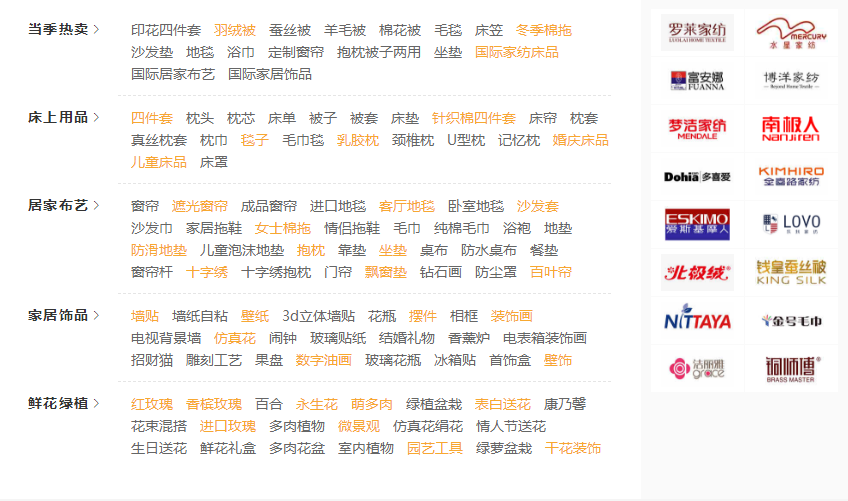 当季热卖 > 印花四件套 羽绒被 蚕丝被 羊毛被 棉花被 毛毯 床笠 冬季棉拖
沙发垫 地毯 浴巾 定制窗帘 抱枕被子两用 坐垫 国际家纺床品
国际居家布艺 国际家居饰品
床上用品 > 四件套 枕头 枕芯 床单 被子 被套 床垫 针织棉四件套 床帘 枕套
真丝枕套 枕巾 毯子 毛巾毯 乳胶枕 颈椎枕 U型枕 记忆枕 婚庆床品
儿童床品 床罩
居家布艺 > 窗帘 遮光窗帘 成品窗帘 进口地毯 客厅地毯 卧室地毯 沙发套
沙发巾 家居拖鞋 女士棉拖 情侣拖鞋 毛巾 纯棉毛巾 浴袍 地垫
防滑地垫 儿童泡沫地垫 抱枕 靠垫 坐垫 桌布 防水桌布 餐垫
窗帘杆 十字绣 十字绣抱枕 门帘 飘窗垫 钻石画 防尘罩 百叶帘
家居饰品 > 墙贴 墙纸自粘 壁纸 3d立体墙贴 花瓶 摆件 相框 装饰画
电视背景墙 仿真花 闹钟 玻璃贴纸 结婚礼物 香薰炉 电表箱装饰画
招财猫 雕刻工艺 果盘 数字油画 玻璃花瓶 冰箱贴 首饰盒 壁饰
鲜花绿植 > 红玫瑰 香槟玫瑰 百合 永生花 萌多肉 绿植盆栽 表白送花 康乃馨
花束混搭 进口玫瑰 多肉植物 微景观 仿真花绢花 情人节送花
生日送花 鲜花礼盒 多肉花盆 室内植物 园艺工具 绿萝盆栽 干花装饰
罗莱家纺
LUOLAI HOME TEXTILE
MERCURY
水星家纺
富安娜
FUANNA
博洋家纺
Beyond Home Textile
梦洁家纺
MENDALE
南极人
Nanjiren
Dohia 多喜爱
KIMHIRO
金喜路家纺
ESKIMO
爱斯基摩人
LOVO
北极绒
钱皇蚕丝被
KING SILK
NITTAYA
金号毛巾
洁丽雅
grace
铜师傅
BRASS MASTER